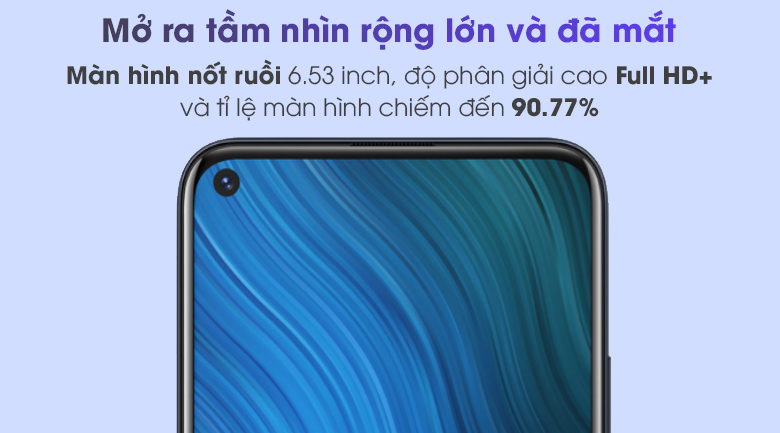 Mở ra tầm nhìn rộng lớn và đã mắt
Màn hình nốt ruồi 6.53 inch, độ phân giải cao Full HD+
và tỉ lệ màn hình chiếm đến 90.77%